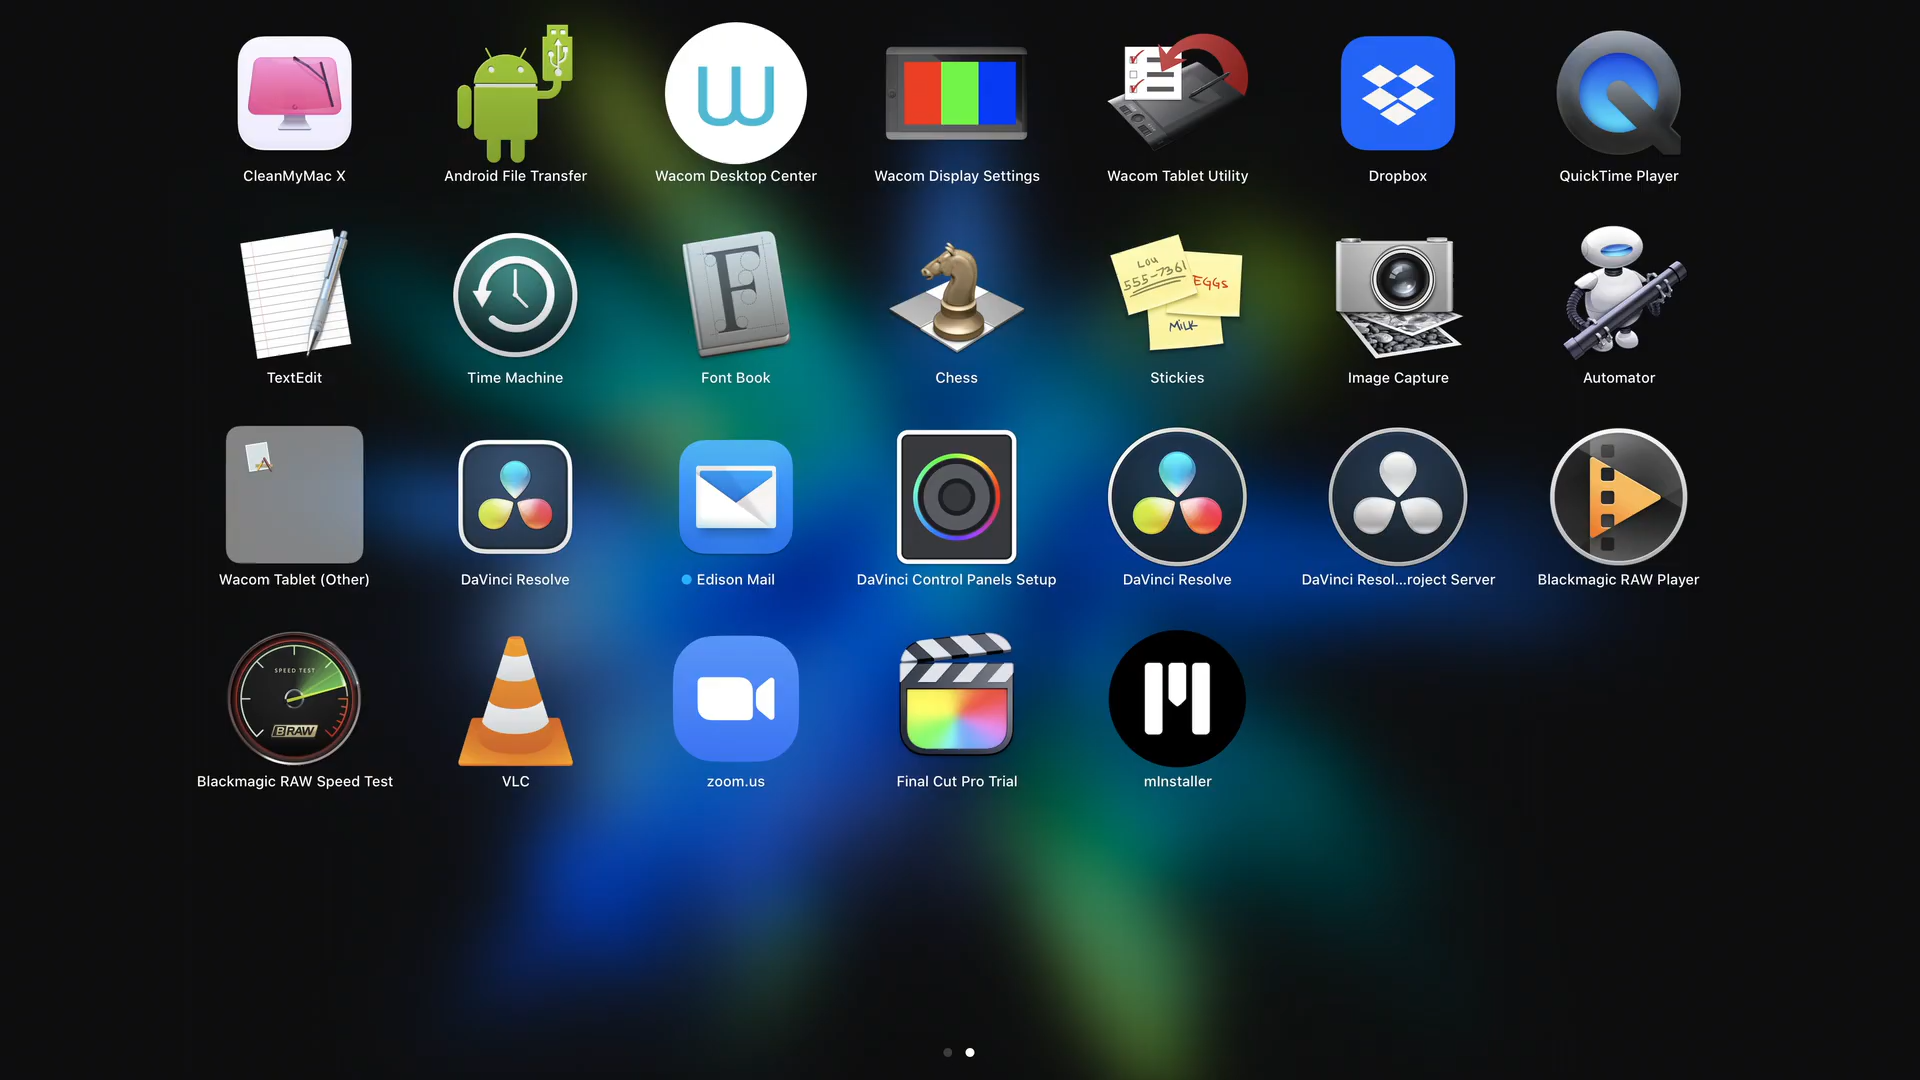 CleanMyMac X
Android File Transfer
Wacom Desktop Center
Wacom Display Settings
Wacom Tablet Utility
Dropbox
QuickTime Player
LOU
555-7361
EGGS
MILK
TextEdit
Time Machine
F
Font Book
Chess
Stickies
Image Capture
Automator
Wacom Tablet (Other)
DaVinci Resolve
Edison Mail
DaVinci Control Panels Setup
DaVinci Resolve
DaVinci Resol...roject Server
Blackmagic RAW Player
SPEED TEST
BRAW
Blackmagic RAW Speed Test
VLC
zoom.us
Final Cut Pro Trial
mInstaller